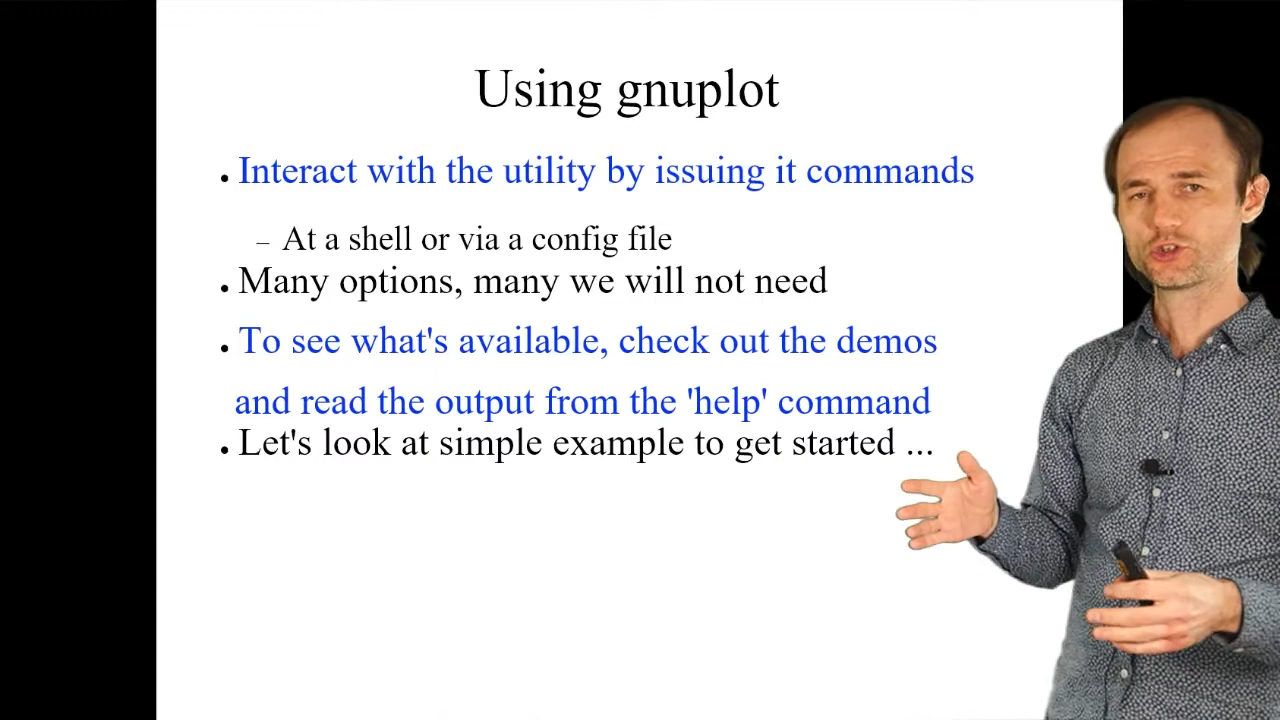 Using gnuplot
• Interact with the utility by issuing it commands
– At a shell or via a config file
• Many options, many we will not need
• To see what's available, check out the demos
and read the output from the 'help' command
• Let's look at simple example to get started ...